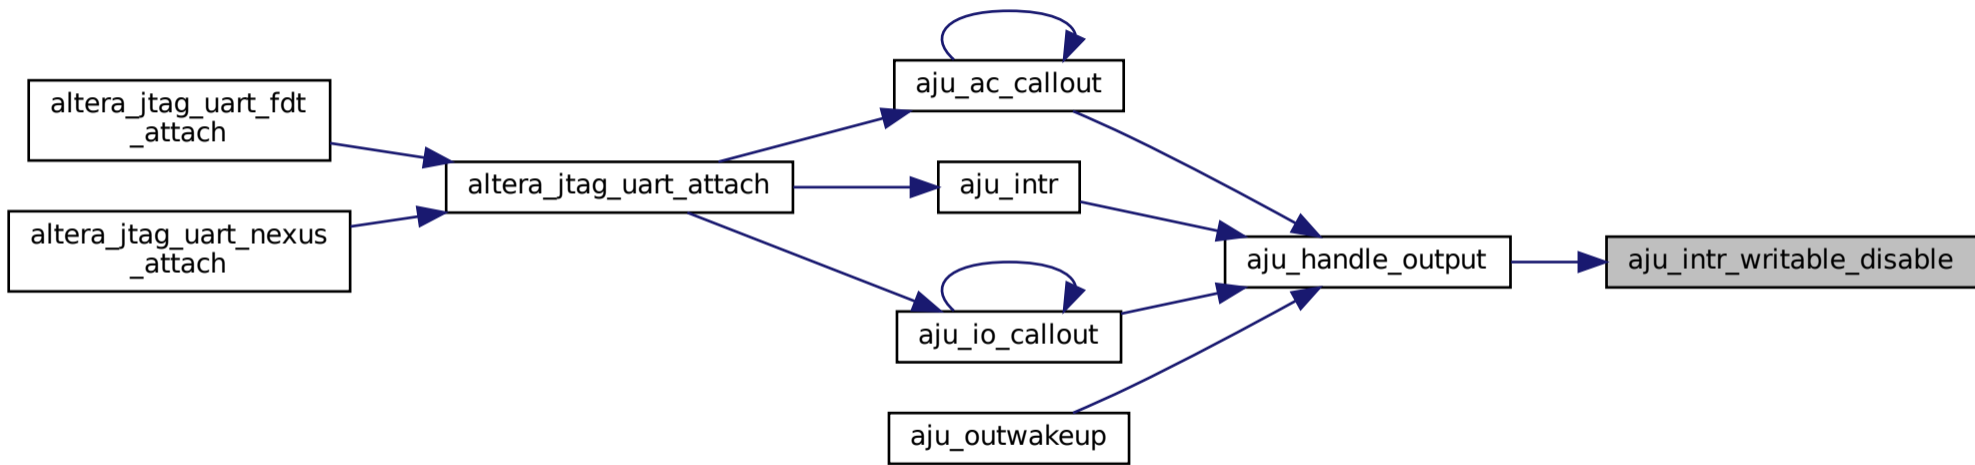 altera_jtag_uart_fdt
_attach
altera_jtag_uart_nexus
_attach
altera_jtag_uart_attach
aju_ac_callout
aju_intr
aju_io_callout
aju_outwakeup
aju_handle_output
aju_intr_writable_disable